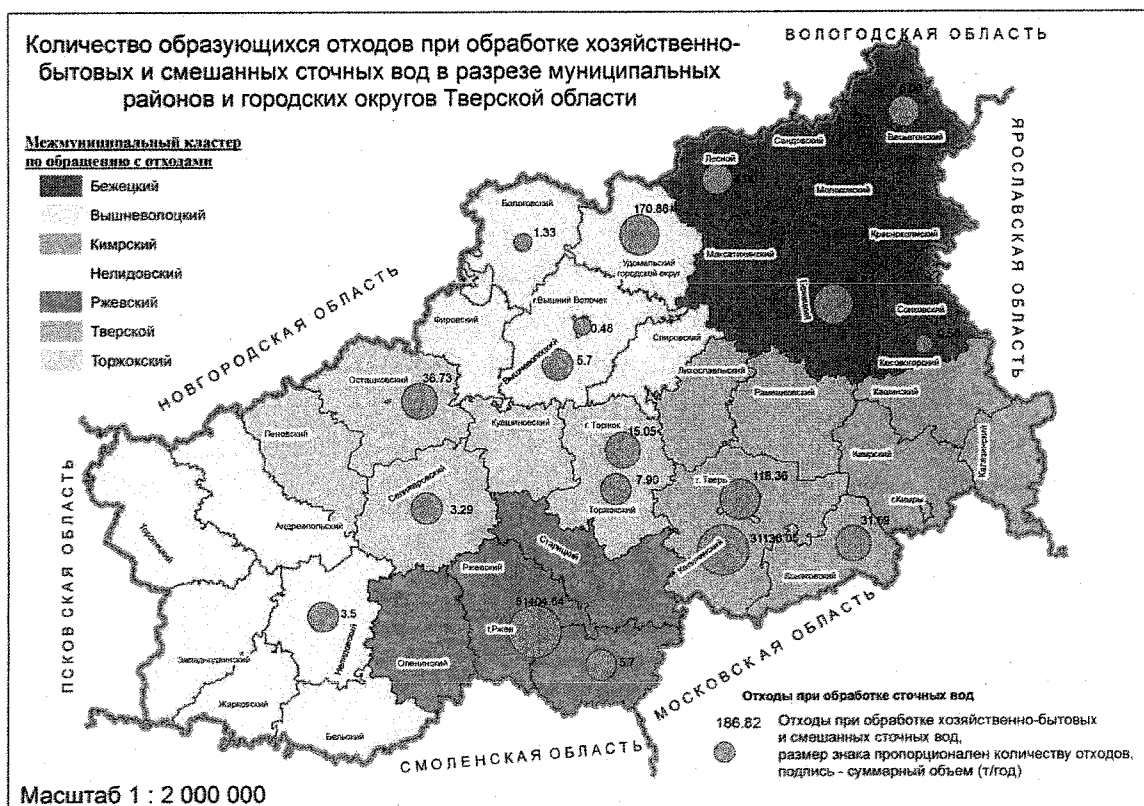 Количество образующихся отходов при обработке хозяйственно-
бытовых и смешанных сточных вод в разрезе муниципальных
районов и городских округов Тверской области
ВОЛОГОДСКАЯ ОБЛАСТЬ
ЯРОСЛАВСКАЯ ОБЛАСТЬ
Межмуниципальный кластер
по обращению с отходами
Бежецкий
Вышневолоцкий
Кимрский
Нелидовский
Ржевский
Тверской
Торжокский
НОВГОРОДСКАЯ ОБЛАСТЬ
ПСКОВСКАЯ ОБЛАСТЬ
СМОЛЕНСКАЯ ОБЛАСТЬ
МОСКОВСКАЯ ОБЛАСТЬ
Весьегонский
Сандовский
Лесной
Молоковский
Краснохолмский
Максатихинский
Сонковский
Кесовогорский
Бологовский
1.33
170.88
Удомельский
городской округ
г.Вышний Волочек
0.48
5.7
Фировский
Спировский
Осташковский
36.73
Пеновский
Кувшиновский
Лихославльский
Рамешковский
Кашинский
Калязинский
Кимрский
г.Кимры
г. Торжок
15.05
7.90
Торжокский
г. Тверь
118.36
31.69
Конаковский
Селижаровский
3.29
Андреапольский
Торопецкий
Старицкий
Ржевский
г.Ржев
5.7
Оленинский
3.5
Нелидовский
Западнодвинский
Жарковский
Бельский
Отходы при обработке сточных вод
186.82 Отходы при обработке хозяйственно-бытовых
и смешанных сточных вод,
размер знака пропорционален количеству отходов,
подпись - суммарный объем (т/год)
Масштаб 1 : 2 000 000